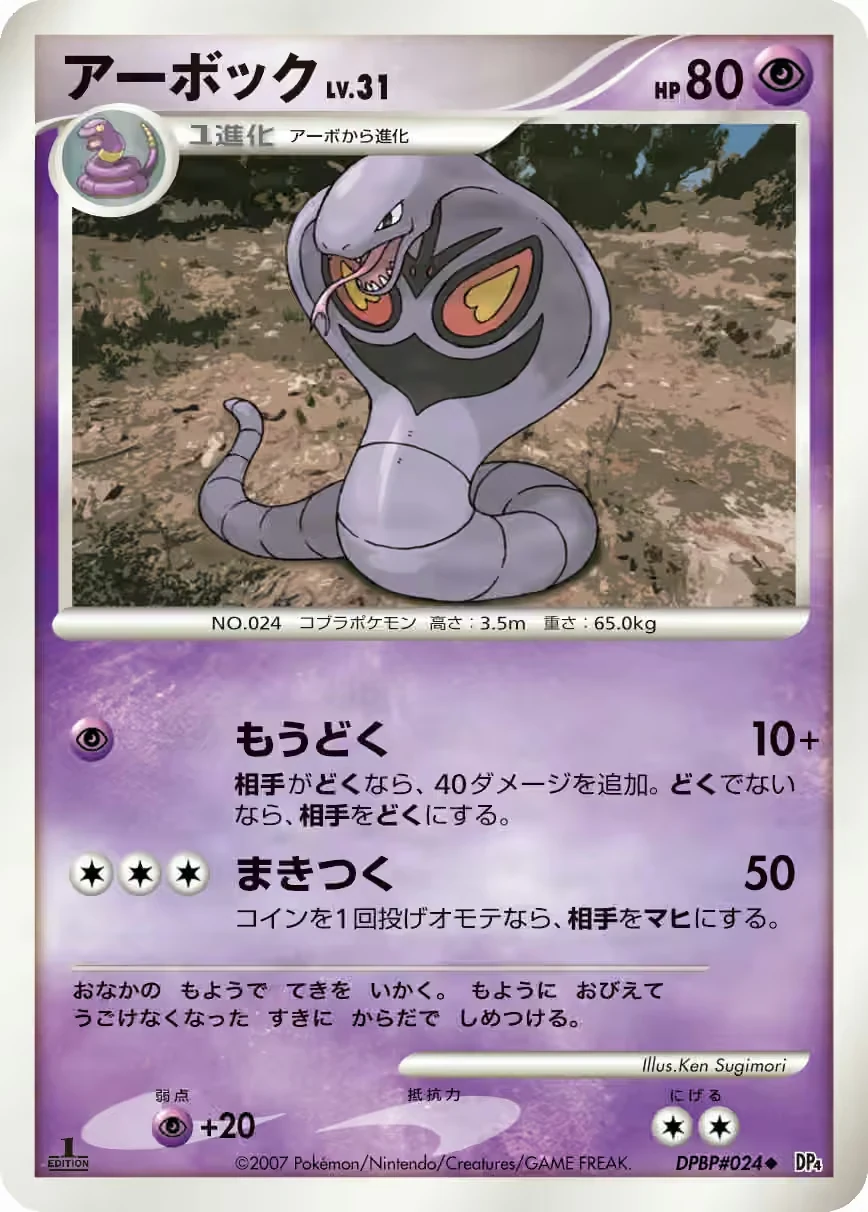 アーボック LV.31 HP 80
1進化 アーボから進化
NO.024 コブラポケモン 高さ:3.5m 重さ:65.0kg
もうどく 10+
相手がどくなら、40ダメージを追加。どくでない
なら、相手をどくにする。
まきつく 50
コインを1回投げオモテなら、相手をマヒにする。
おなかの もようで てきを いかく。 もように おびえて
うごけなくなった すきに からだで しめつける。
Illus.Ken Sugimori
弱点 抵抗力 にげる
+20
1 EDITION ©2007 Pokémon/Nintendo/Creatures/GAME FREAK. DPBP#024◆ DP4